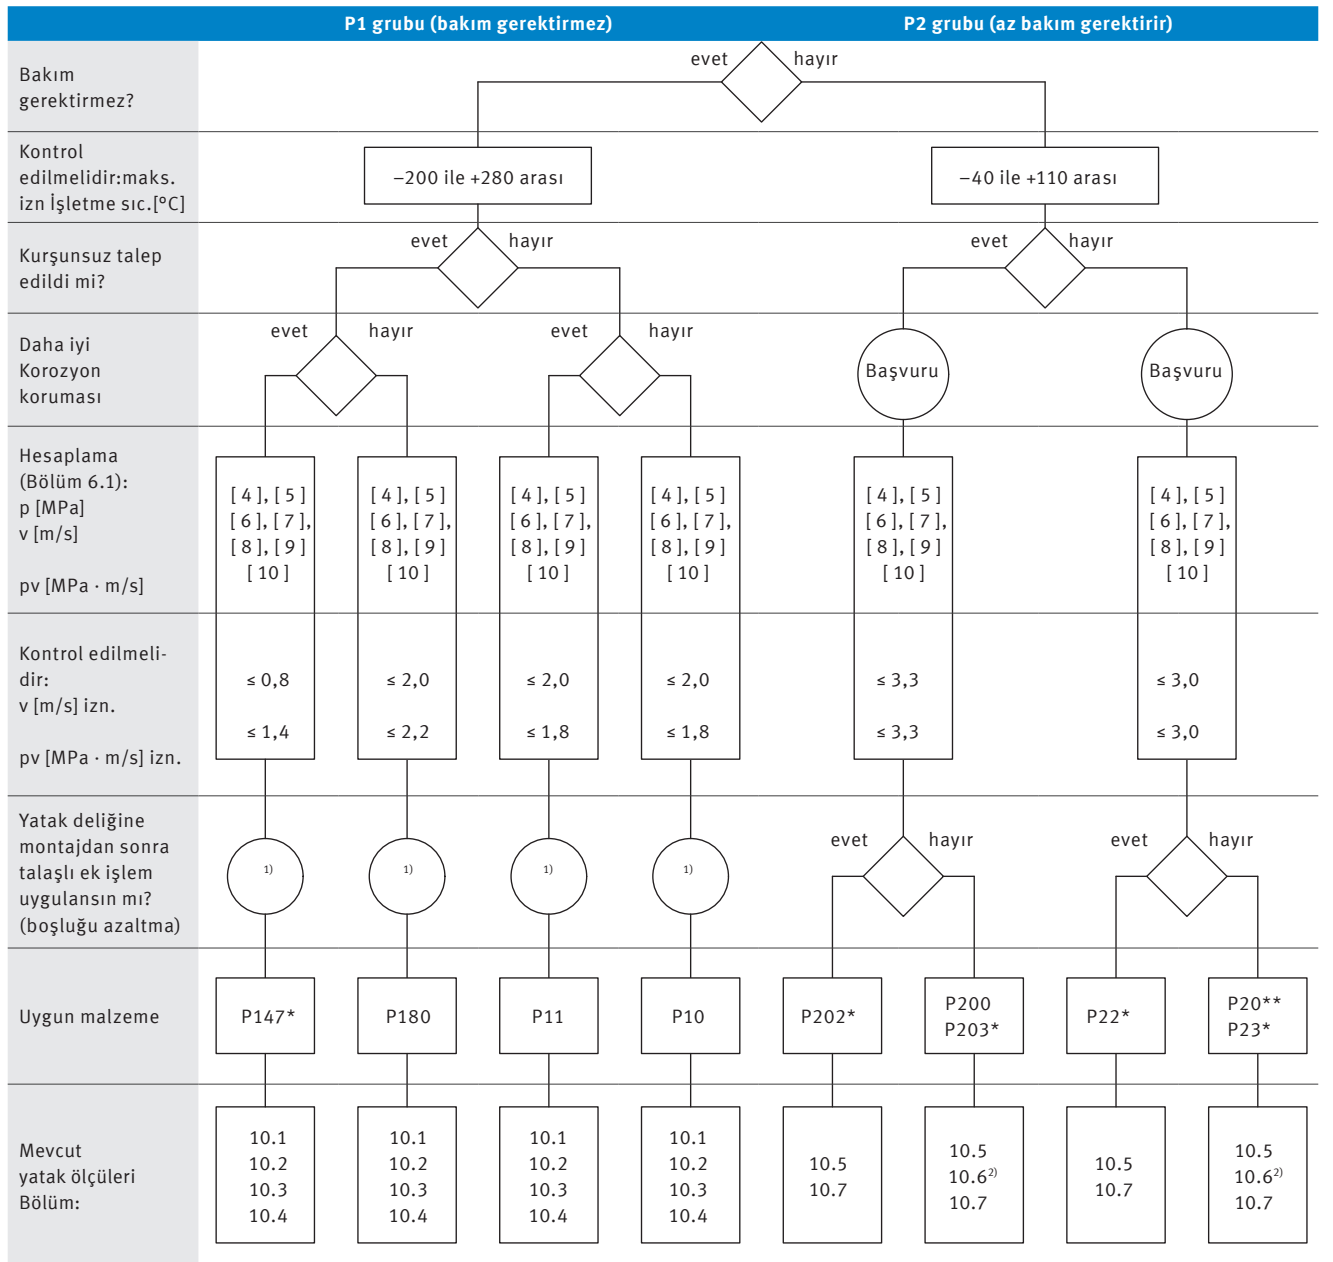 P1 grubu (bakım gerektirmez)
P2 grubu (az bakım gerektirir)
Bakım
gerektirmez?
evet
hayır
Kontrol
edilmelidir:maks.
izn İşletme sıc.[°C]
–200 ile +280 arası
–40 ile +110 arası
Kurşunsuz talep
edildi mi?
evet
hayır
evet
hayır
Daha iyi
Korozyon
koruması
evet
hayır
evet
hayır
Başvuru
Başvuru
Hesaplama
(Bölüm 6.1):
p [MPa]
v [m/s]
pv [MPa · m/s]
[ 4 ], [ 5 ]
[ 6 ], [ 7 ],
[ 8 ], [ 9 ]
[ 10 ]
[ 4 ], [ 5 ]
[ 6 ], [ 7 ],
[ 8 ], [ 9 ]
[ 10 ]
[ 4 ], [ 5 ]
[ 6 ], [ 7 ],
[ 8 ], [ 9 ]
[ 10 ]
[ 4 ], [ 5 ]
[ 6 ], [ 7 ],
[ 8 ], [ 9 ]
[ 10 ]
[ 4 ], [ 5 ]
[ 6 ], [ 7 ],
[ 8 ], [ 9 ]
[ 10 ]
[ 4 ], [ 5 ]
[ 6 ], [ 7 ],
[ 8 ], [ 9 ]
[ 10 ]
Kontrol edilmeli-
dir:
v [m/s] izn.
pv [MPa · m/s] izn.
≤ 0,8
≤ 1,4
≤ 2,0
≤ 2,2
≤ 2,0
≤ 1,8
≤ 2,0
≤ 1,8
≤ 3,3
≤ 3,3
≤ 3,0
≤ 3,0
Yatak deliğine
montajdan sonra
talaşlı ek işlem
uygulansın mı?
(boşluğu azaltma)
1)
1)
1)
1)
evet
hayır
evet
hayır
Uygun malzeme
P147*
P180
P11
P10
P202*
P200
P203*
P22*
P20**
P23*
Mevcut
yatak ölçüleri
Bölüm:
10.1
10.2
10.3
10.4
10.1
10.2
10.3
10.4
10.1
10.2
10.3
10.4
10.1
10.2
10.3
10.4
10.5
10.7
10.5
10.6²⁾
10.7
10.5
10.7
10.5
10.6²⁾
10.7